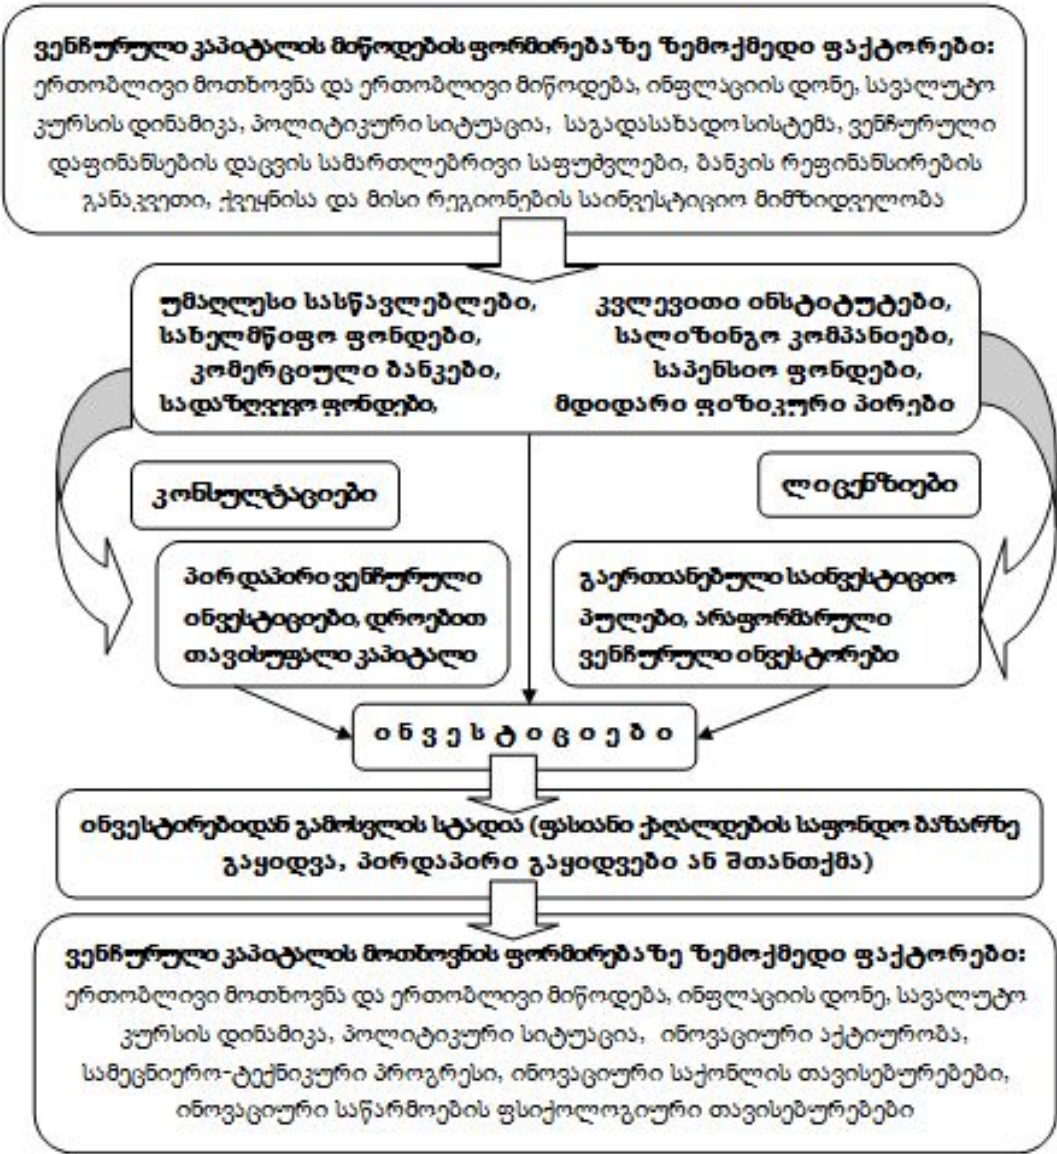 ვენჩურული კაპიტალის მიწოდების ფორმირებაზე ზემოქმედი ფაქტორები:
ერთობლივი მოთხოვნა და ერთობლივი მიწოდება, ინფლაციის დონე, სავალუტო
კურსის დინამიკა, პოლიტიკური სიტუაცია, საგადასახადო სისტემა, ვენჩურული
დაფინანსების დაცვის სამართლებრივი საფუძვლები, ბანკის რეფინანსირების
განაკვეთი, ქვეყნისა და მისი რეგიონების საინვესტიციო მიმზიდველობა
უმაღლესი სასწავლებლები, კვლევითი ინსტიტუტები,
სახელმწიფო ფონდები, სალიზინგო კომპანიები,
კომერციული ბანკები, საპენსიო ფონდები,
სადაზღვევო ფონდები, მდიდარი ფიზიკური პირები
კონსულტაციები
ლიცენზიები
პირდაპირი ვენჩურული
ინვესტიციები, დროებით
თავისუფალი კაპიტალი
გაერთიანებული საინვესტიციო
პულები, არაფორმარული
ვენჩურული ინვესტორები
ი ნ ვ ე ს ტ ი ც ი ე ბ ი
ინვესტირებიდან გამოსვლის სტადია (ფასიანი ქაღალდების საფონდო ბაზარზე
გაყიდვა, პირდაპირი გაყიდვები ან შთანთქმა)
ვენჩურული კაპიტალის მოთხოვნის ფორმირებაზე ზემოქმედი ფაქტორები:
ერთობლივი მოთხოვნა და ერთობლივი მიწოდება, ინფლაციის დონე, სავალუტო
კურსის დინამიკა, პოლიტიკური სიტუაცია, ინოვაციური აქტიურობა,
სამეცნიერო-ტექნიკური პროგრესი, ინოვაციური საქონლის თავისებურებები,
ინოვაციური საწარმოების ფსიქოლოგიური თავისებურებები